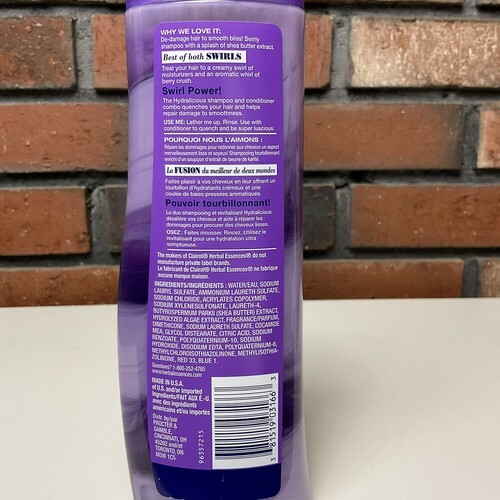 WHY WE LOVE IT:
De-damage hair to smooth bliss! Swirly
shampoo with a splash of shea butter extract.
Best of both SWIRLS
Treat your hair to a creamy swirl of
moisturizers and an aromatic whirl of
berry crush.
Swirl Power!
The Hydralicious shampoo and conditioner
combo quenches your hair and helps
repair damage to smoothness.
USE ME: Lather me up. Rinse. Use with
conditioner to quench and be super luscious.
POURQUOI NOUS L'AIMONS :
Répare les dommages pour redonner aux cheveux un aspect
merveilleusement lisse et soyeux! Shampooing tourbillonnant
enrichi d'un soupçon d'extrait de beurre de karité.
La FUSION du meilleur de deux mondes
Faites plaisir à vos cheveux en leur offrant un
tourbillon d'hydratants crémeux et une
coulée de baies pressées aromatiques.
Pouvoir tourbillonnant!
Le duo shampooing et revitalisant Hydralicious
désaltère vos cheveux et aide à réparer les
dommages pour procurer des cheveux lisses.
OSEZ : Faites mousser. Rincez. Utilisez le
revitalisant pour une hydratation ultra
somptueuse.
The makers of Clairol® Herbal Essences® do not
manufacture private label brands.
Le fabricant de Clairol® Herbal Essences® ne fabrique
aucune marque maison.
INGREDIENTS/INGRÉDIENTS : WATER/EAU, SODIUM
LAURYL SULFATE, AMMONIUM LAURETH SULFATE,
SODIUM CHLORIDE, ACRYLATES COPOLYMER,
SODIUM XYLENESULFONATE, LAURETH-4,
BUTYROSPERMUM PARKII (SHEA BUTTER) EXTRACT,
HYDROLYZED ALGAE EXTRACT, FRAGRANCE/PARFUM,
DIMETHICONE, SODIUM LAURETH SULFATE, COCAMIDE
MEA, GLYCOL DISTEARATE, CITRIC ACID, SODIUM
BENZOATE, POLYQUATERNIUM-10, SODIUM
HYDROXIDE, DISODIUM EDTA, POLYQUATERNIUM-6,
METHYLCHLOROISOTHIAZOLINONE, METHYLISOTHIA-
ZOLINONE, RED 33, BLUE 1.
Questions? 1-800-252-4765
www.herbalessences.com
MADE IN U.S.A.
of U.S. and/or Imported
Ingredients/FAIT AUX É.-U.
avec des ingrédients
américains et/ou importés
Distr. by/par
PROCTER &
GAMBLE,
CINCINNATI, OH
45202 and/et
TORONTO, ON
M5W 1C5
96357215
3 81519 03166 3